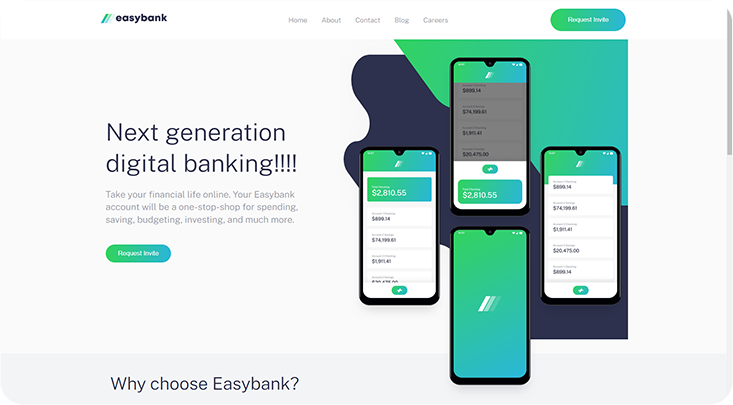 easybank
Home About Contact Blog Careers
Request Invite
Next generation
digital banking!!!!
Take your financial life online. Your Easybank
account will be a one-stop-shop for spending,
saving, budgeting, investing, and much more.
Request Invite
$899.14
$74,199.61
$1,911.41
$20,475.00
$2,810.55
$2,810.55
$899.14
$74,199.61
$1,911.41
$20,475.00
$899.14
$74,199.61
$1,911.41
$20,475.00
$899.14
Why choose Easybank?